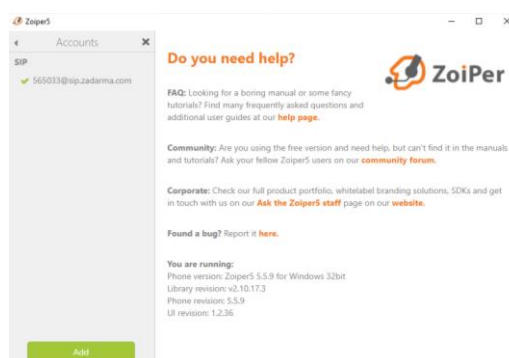 Zoiper5
Accounts
SIP
565033@sip.zadarma.com
Add
Do you need help?
ZoiPer
FAQ: Looking for a boring manual or some fancy
tutorials? Find many frequently asked questions and
additional user guides at our help page.
Community: Are you using the free version and need help, but can't find it in the manuals
and tutorials? Ask your fellow Zoiper5 users on our community forum.
Corporate: Check our full product portfolio, whitelabel branding solutions, SDKs and get
in touch with us on our Ask the Zoiper5 staff page on our website.
Found a bug? Report it here.
You are running:
Phone version: Zoiper5 5.5.9 for Windows 32bit
Library revision: v2.10.17.3
Phone revision: 5.5.9
UI revision: 1.2.36